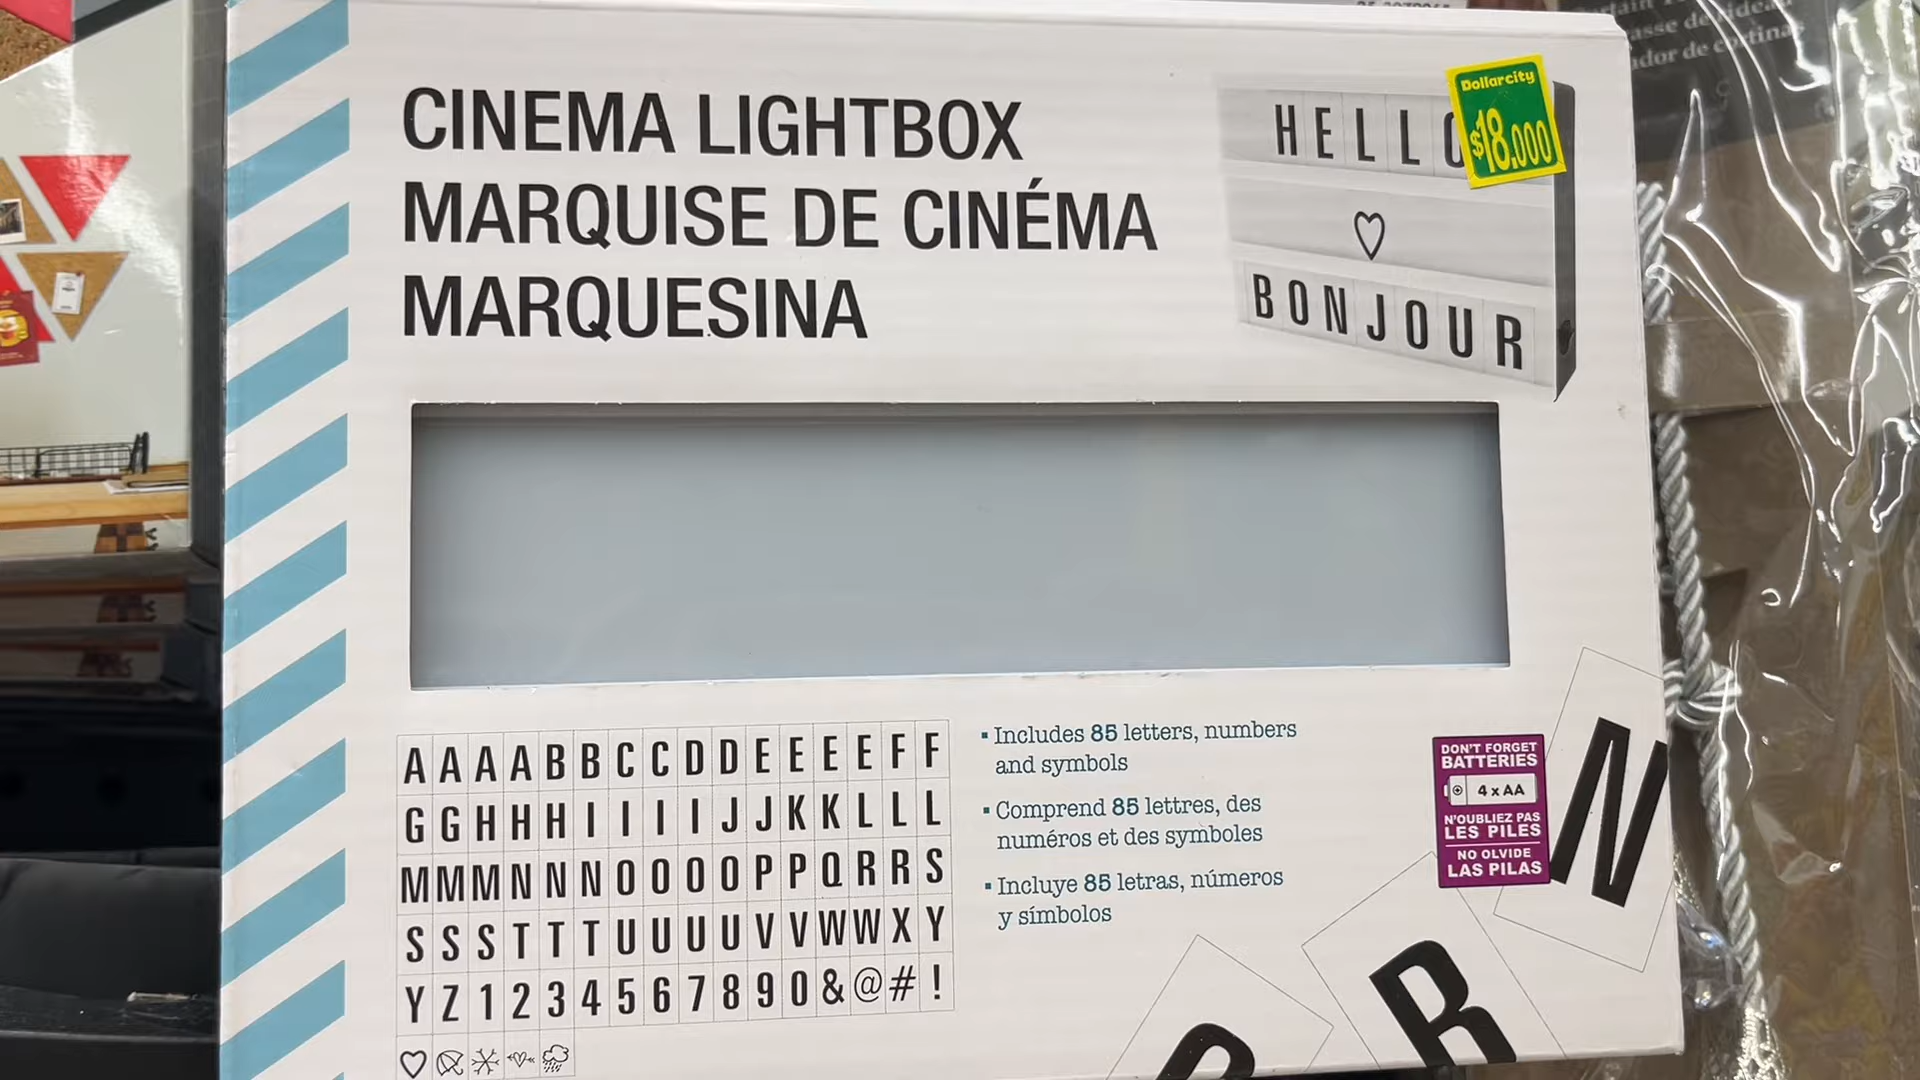 CINEMA LIGHTBOX
MARQUISE DE CINÉMA
MARQUESINA
HELLO
BONJOUR
Dollarcity
$18.000
A A A A B B C C D D E E E E F F
G G H H H I I I I J J K K L L L
M M M N N N O O O O P P Q R R S
S S S T T T U U U U V V W W X Y
Y Z 1 2 3 4 5 6 7 8 9 0 & @ # !
▪ Includes 85 letters, numbers
and symbols
▪ Comprend 85 lettres, des
numéros et des symboles
▪ Incluye 85 letras, números
y símbolos
DON'T FORGET
BATTERIES
4 x AA
N'OUBLIEZ PAS
LES PILES
NO OLVIDE
LAS PILAS
N
R